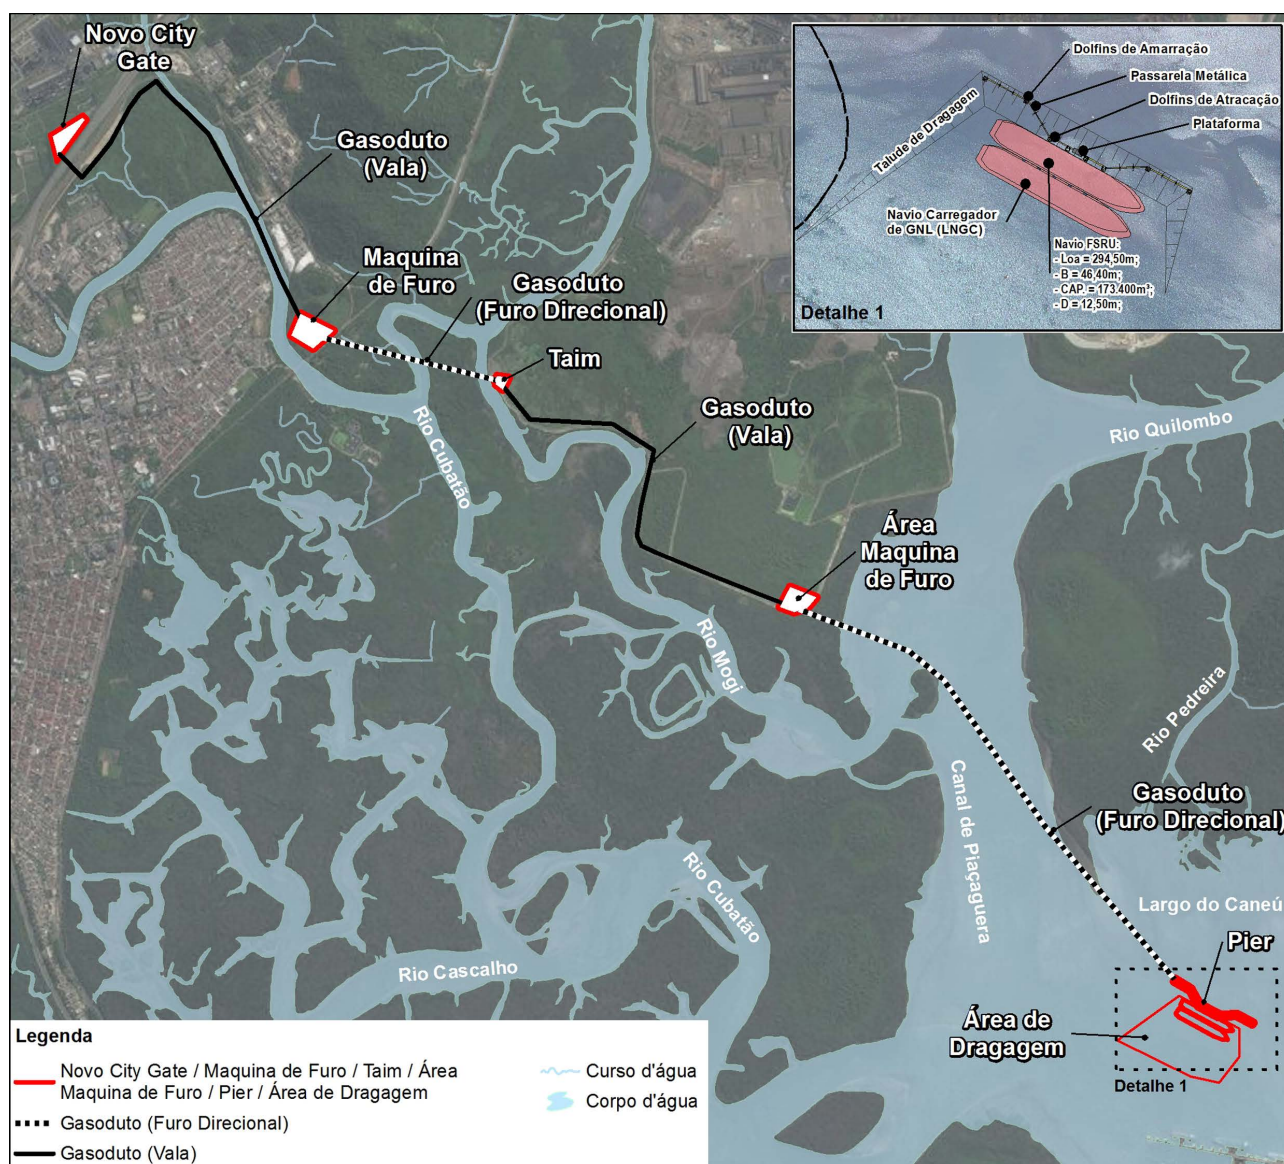 Novo City
Gate
Gasoduto
(Vala)
Maquina
de Furo
Gasoduto
(Furo Direcional)
Taim
Gasoduto
(Vala)
Rio Cubatão
Rio Quilombo
Área
Maquina
de Furo
Rio Mogi
Rio Pedreira
Canal de Piaçaguera
Gasoduto
(Furo Direcional)
Rio Cubatão
Rio Cascalho
Largo do Caneú
Pier
Área de
Dragagem
Detalhe 1
Dolfins de Amarração
Passarela Metálica
Dolfins de Atracação
Plataforma
Talude de Dragagem
Navio Carregador
de GNL (LNGC)
Navio FSRU:
- Loa = 294,50m;
- B = 46,40m;
- CAP. = 173.400m³;
- D = 12,50m;
Detalhe 1
Legenda
Novo City Gate / Maquina de Furo / Taim / Área
Maquina de Furo / Pier / Área de Dragagem
Gasoduto (Furo Direcional)
Gasoduto (Vala)
Curso d'água
Corpo d'água